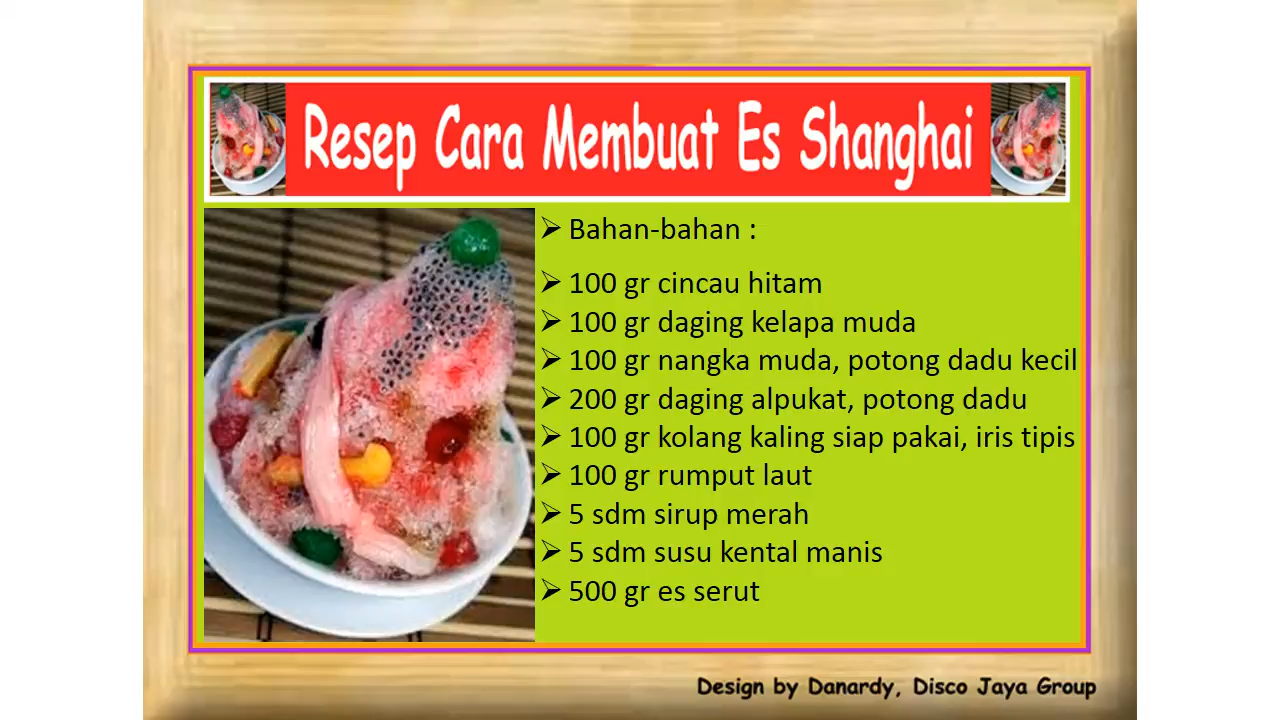 Resep Cara Membuat Es Shanghai
➢ Bahan-bahan :
➢ 100 gr cincau hitam
➢ 100 gr daging kelapa muda
➢ 100 gr nangka muda, potong dadu kecil
➢ 200 gr daging alpukat, potong dadu
➢ 100 gr kolang kaling siap pakai, iris tipis
➢ 100 gr rumput laut
➢ 5 sdm sirup merah
➢ 5 sdm susu kental manis
➢ 500 gr es serut
Design by Danardy, Disco Jaya Group